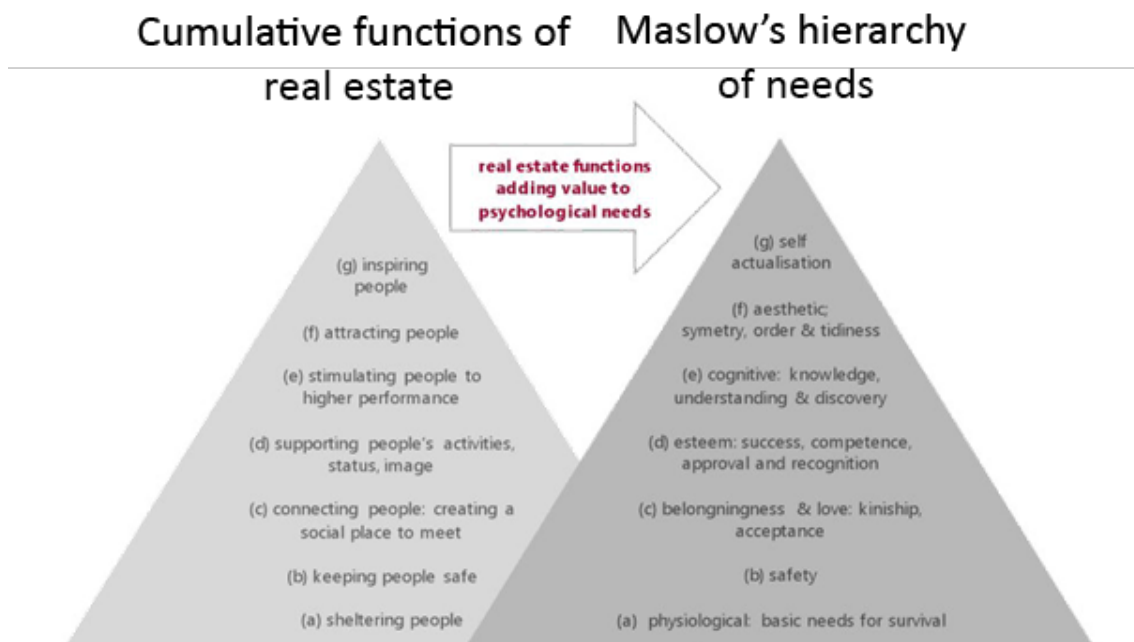 Cumulative functions of
real estate
Maslow's hierarchy
of needs
real estate functions
adding value to
psychological needs
(g) inspiring
people
(f) attracting people
(e) stimulating people to
higher performance
(d) supporting people's activities,
status, image
(c) connecting people: creating a
social place to meet
(b) keeping people safe
(a) sheltering people
(g) self
actualisation
(f) aesthetic;
symetry, order & tidiness
(e) cognitive: knowledge,
understanding & discovery
(d) esteem: success, competence,
approval and recognition
(c) belongningness & love: kiniship,
acceptance
(b) safety
(a) physiological: basic needs for survival